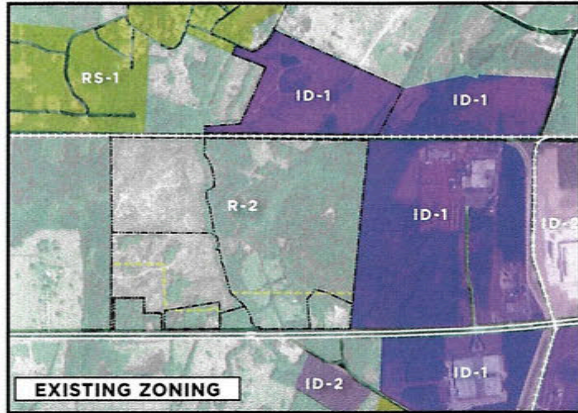 RS-1
ID-1
ID-1
R-2
ID-1
ID-2
ID-2
ID-1
EXISTING ZONING